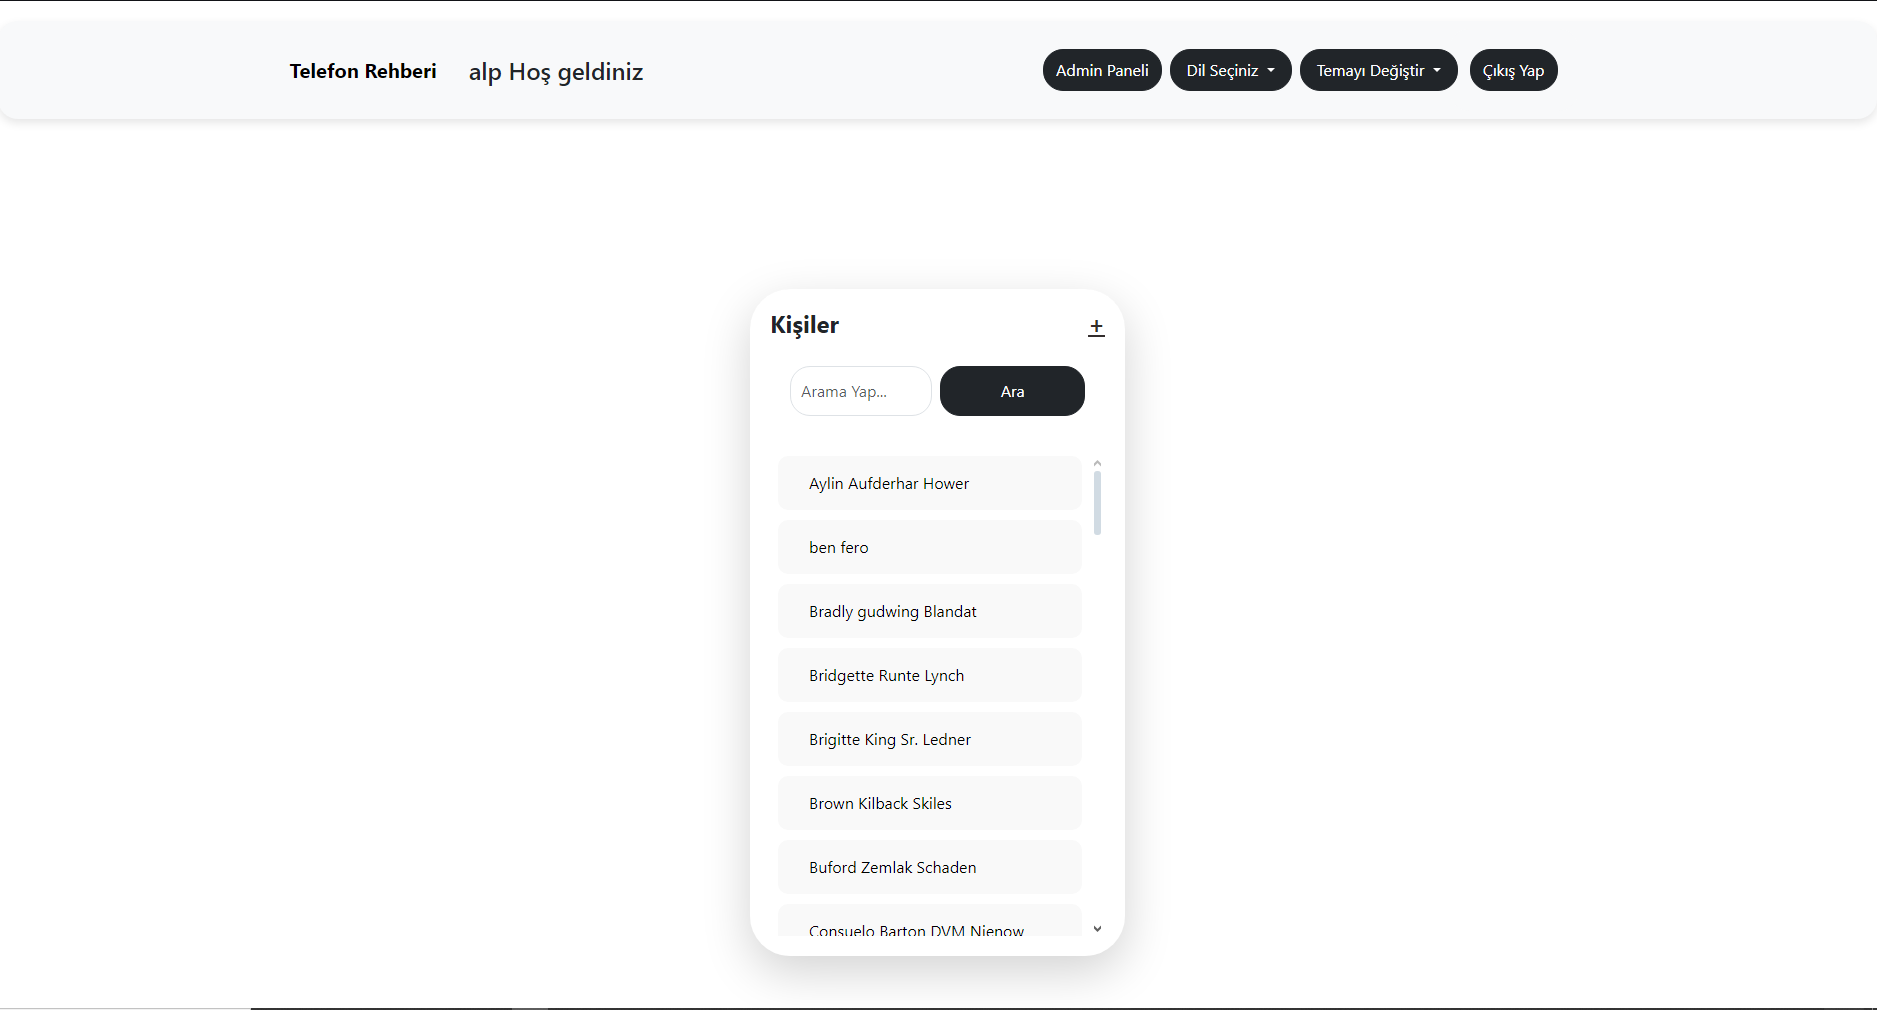 Telefon Rehberi alp Hoş geldiniz Admin Paneli Dil Seçiniz Temayı Değiştir Çıkış Yap
Kişiler +
Arama Yap... Ara
Aylin Aufderhar Hower
ben fero
Bradly gudwing Blandat
Bridgette Runte Lynch
Brigitte King Sr. Ledner
Brown Kilback Skiles
Buford Zemlak Schaden
Consuelo Barton DVM Nienow